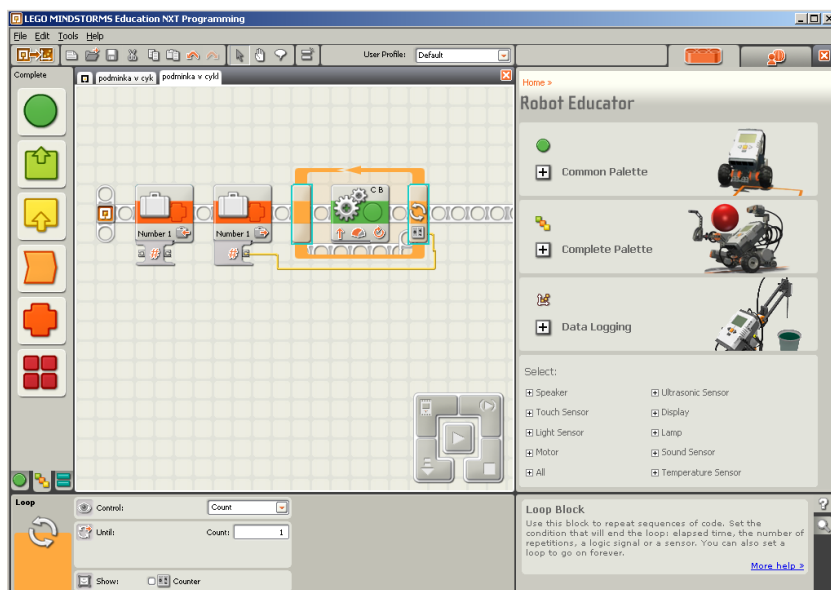 LEGO MINDSTORMS Education NXT Programming
File Edit Tools Help
User Profile: Default
Complete
podminka v cyk podminka v cykl
Home »
Robot Educator
Common Palette
Complete Palette
Data Logging
C B
Number 1 Number 1
#  #
Select:
Speaker Ultrasonic Sensor
Touch Sensor Display
Light Sensor Lamp
Motor Sound Sensor
All Temperature Sensor
Loop
Control: Count
Until: Count: 1
Show: Counter
Loop Block
Use this block to repeat sequences of code. Set the
condition that will end the loop: elapsed time, the number of
repetitions, a logic signal or a sensor. You can also set a
loop to go on forever.
More help »
?